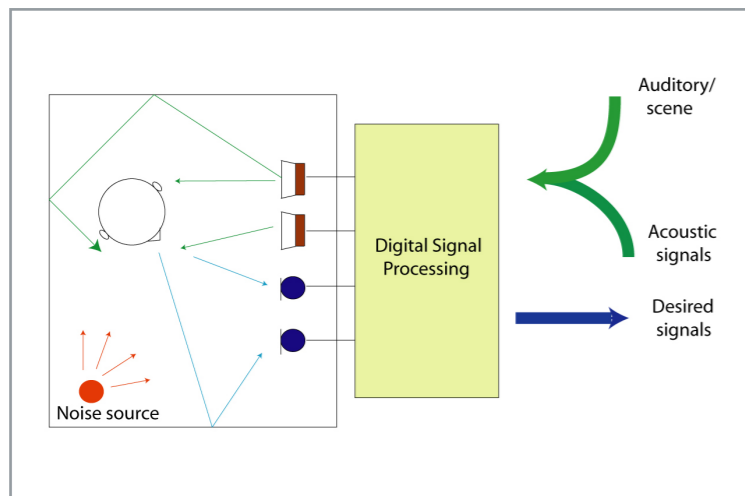 Auditory/
scene
Digital Signal
Processing
Acoustic
signals
Desired
signals
Noise source